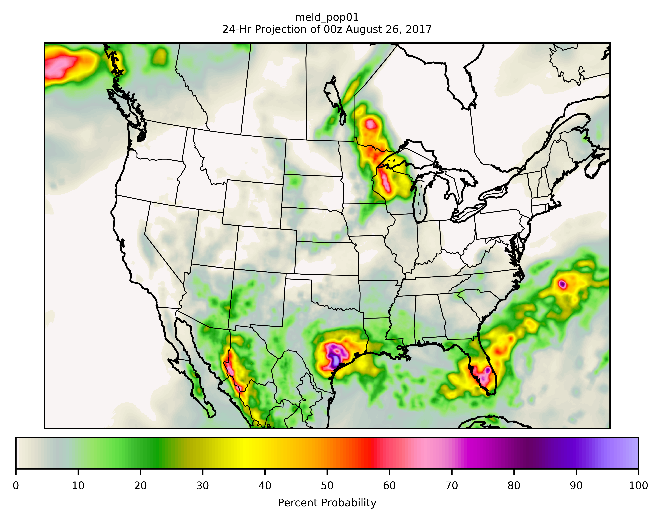 meld_pop01
24 Hr Projection of 00z August 26, 2017
0 10 20 30 40 50 60 70 80 90 100
Percent Probability